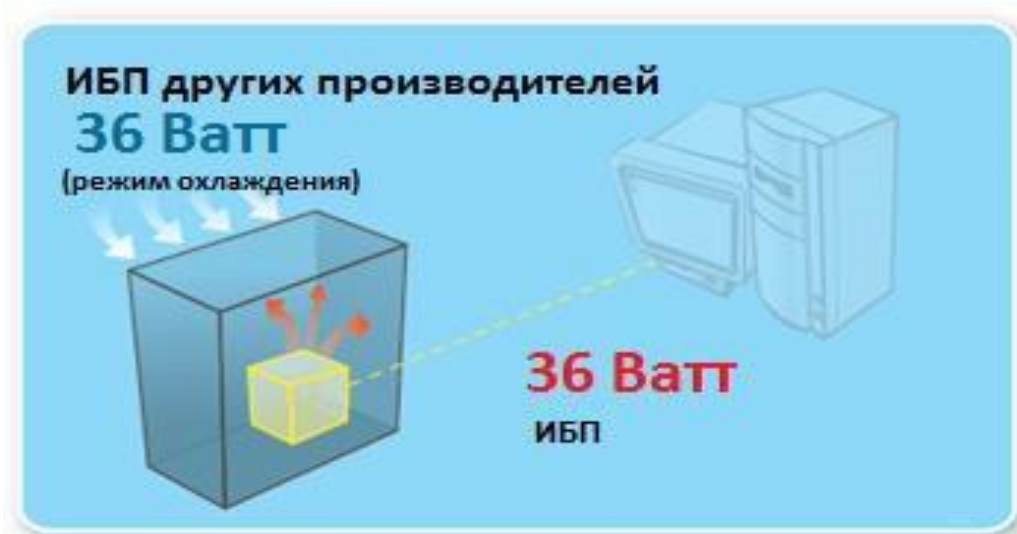 ИБП других производителей
36 Ватт
(режим охлаждения)
36 Ватт
ИБП